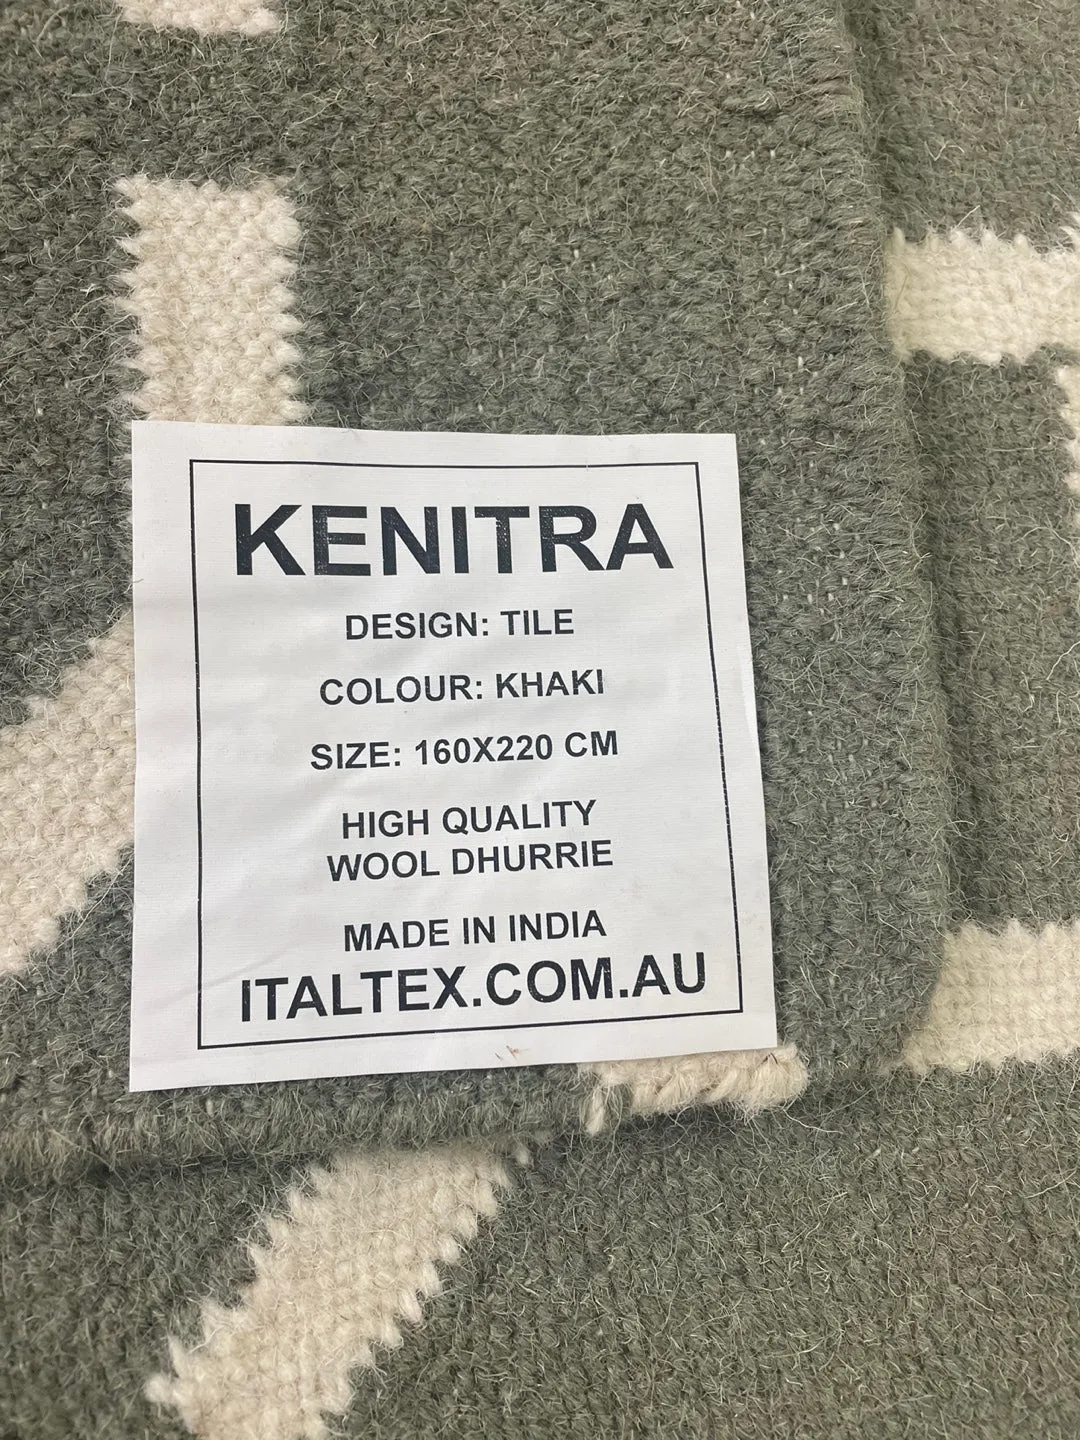 KENITRA
DESIGN: TILE
COLOUR: KHAKI
SIZE: 160X220 CM
HIGH QUALITY
WOOL DHURRIE
MADE IN INDIA
ITALTEX.COM.AU